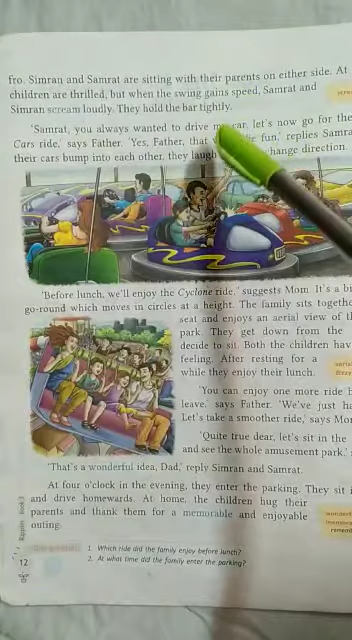 fro. Simran and Samrat are sitting with their parents on either side. At
children are thrilled, but when the swing gains speed, Samrat and
Simran scream loudly. They hold the bar tightly.
'Samrat, you always wanted to drive my car, let's now go for the
Cars ride,' says Father. 'Yes, Father, that fun,' replies Samra
their cars bump into each other, they laugh hange direction.
'Before lunch, we'll enjoy the Cyclone ride,' suggests Mom. It's a bi
go-round which moves in circles at a height. The family sits togethe
seat and enjoys an aerial view of t
park. They get down from the
decide to sit. Both the children hav
feeling. After resting for a
while they enjoy their lunch.
'You can enjoy more ride b
leave,' says Father. 'We've just ha
Let's take a smoother ride,' says Mo
'Quite true dear, let's sit in the
and see the whole amusement park,'
'That's a wonderful idea, Dad,' reply Simran and Samrat.
At four o'clock in the evening, they enter the parking. They sit i
and drive homewards. At home, the children hug their
parents and thank them for a memorable and enjoyable
outing.
wonderf
rememb
1. Which ride did the family enjoy before lunch?
2. At what time did the family enter the parking?
12